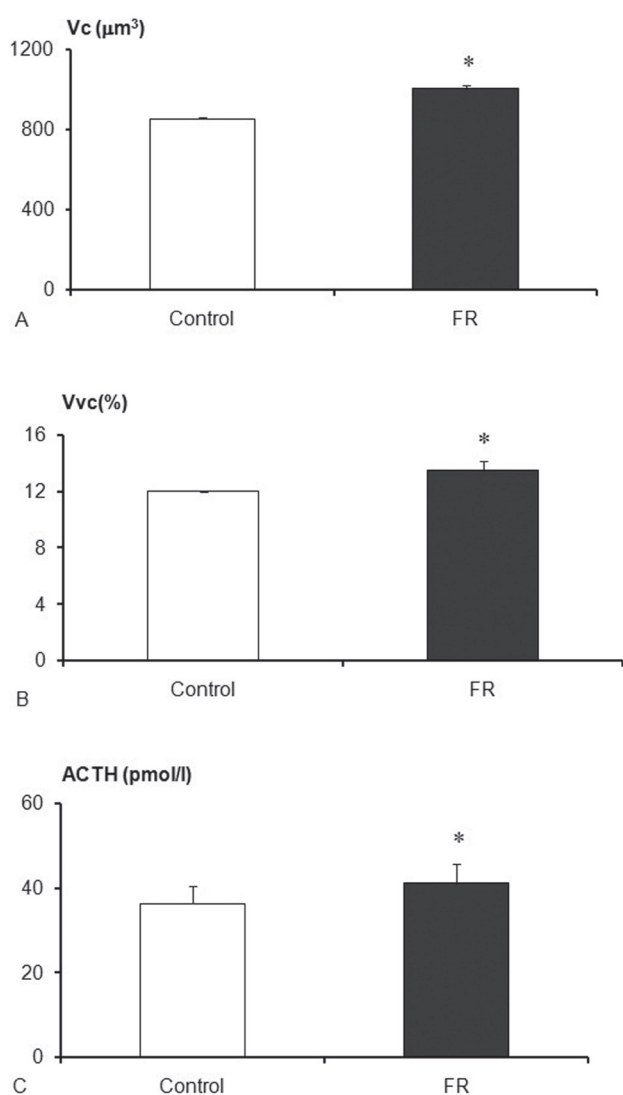 Vc (μm³)
1200
*
800
400
0
A
Control
FR
Vvc(%)
16
*
12
8
4
0
B
Control
FR
ACTH (pmol/l)
60
*
40
20
0
C
Control
FR